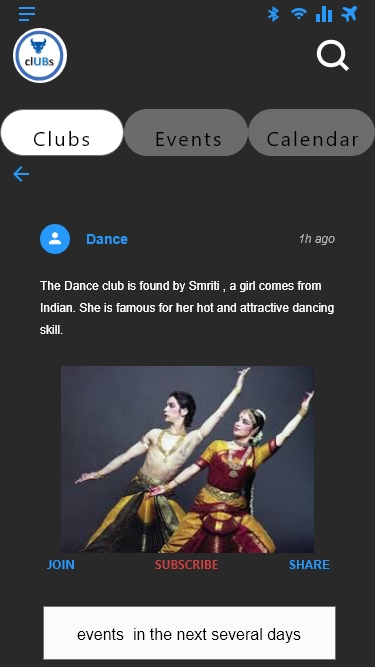 clUBs
Clubs Events Calendar
Dance 1h ago
The Dance club is found by Smriti , a girl comes from
Indian. She is famous for her hot and attractive dancing
skill.
JOIN SUBSCRIBE SHARE
events in the next several days